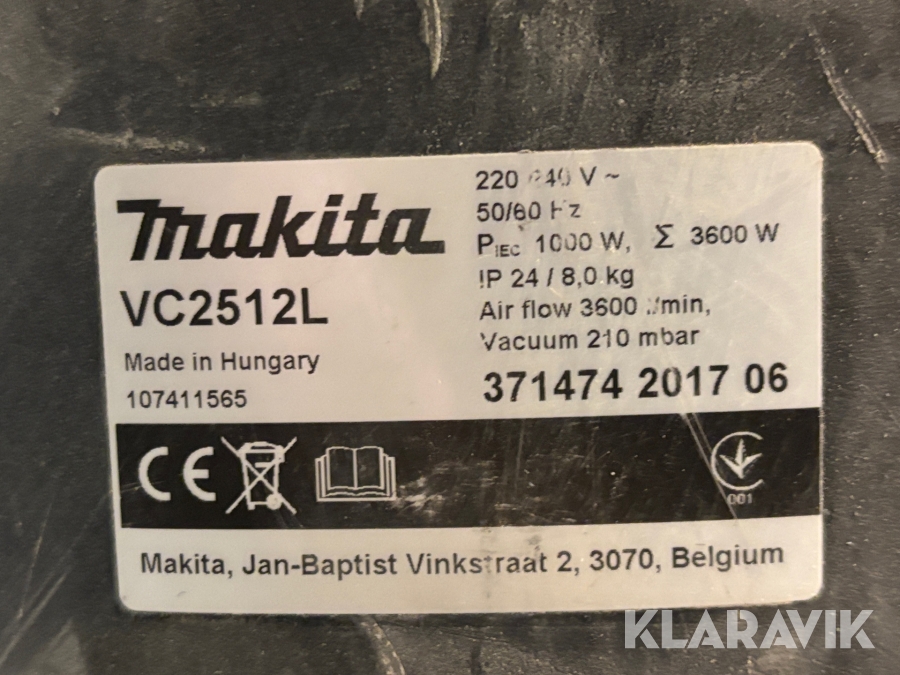 makita
VC2512L
Made in Hungary
107411565
220 240 V ~
50/60 Hz
PIEC 1000 W, Σ 3600 W
IP 24 / 8,0 kg
Air flow 3600 l/min,
Vacuum 210 mbar
371474 2017 06
CE
001
Makita, Jan-Baptist Vinkstraat 2, 3070, Belgium
KLARAVIK